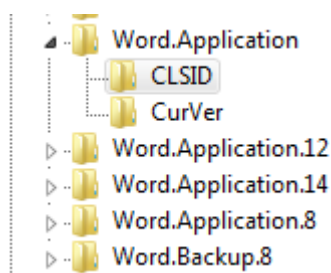 Word.Application
CLSID
CurVer
Word.Application.12
Word.Application.14
Word.Application.8
Word.Backup.8